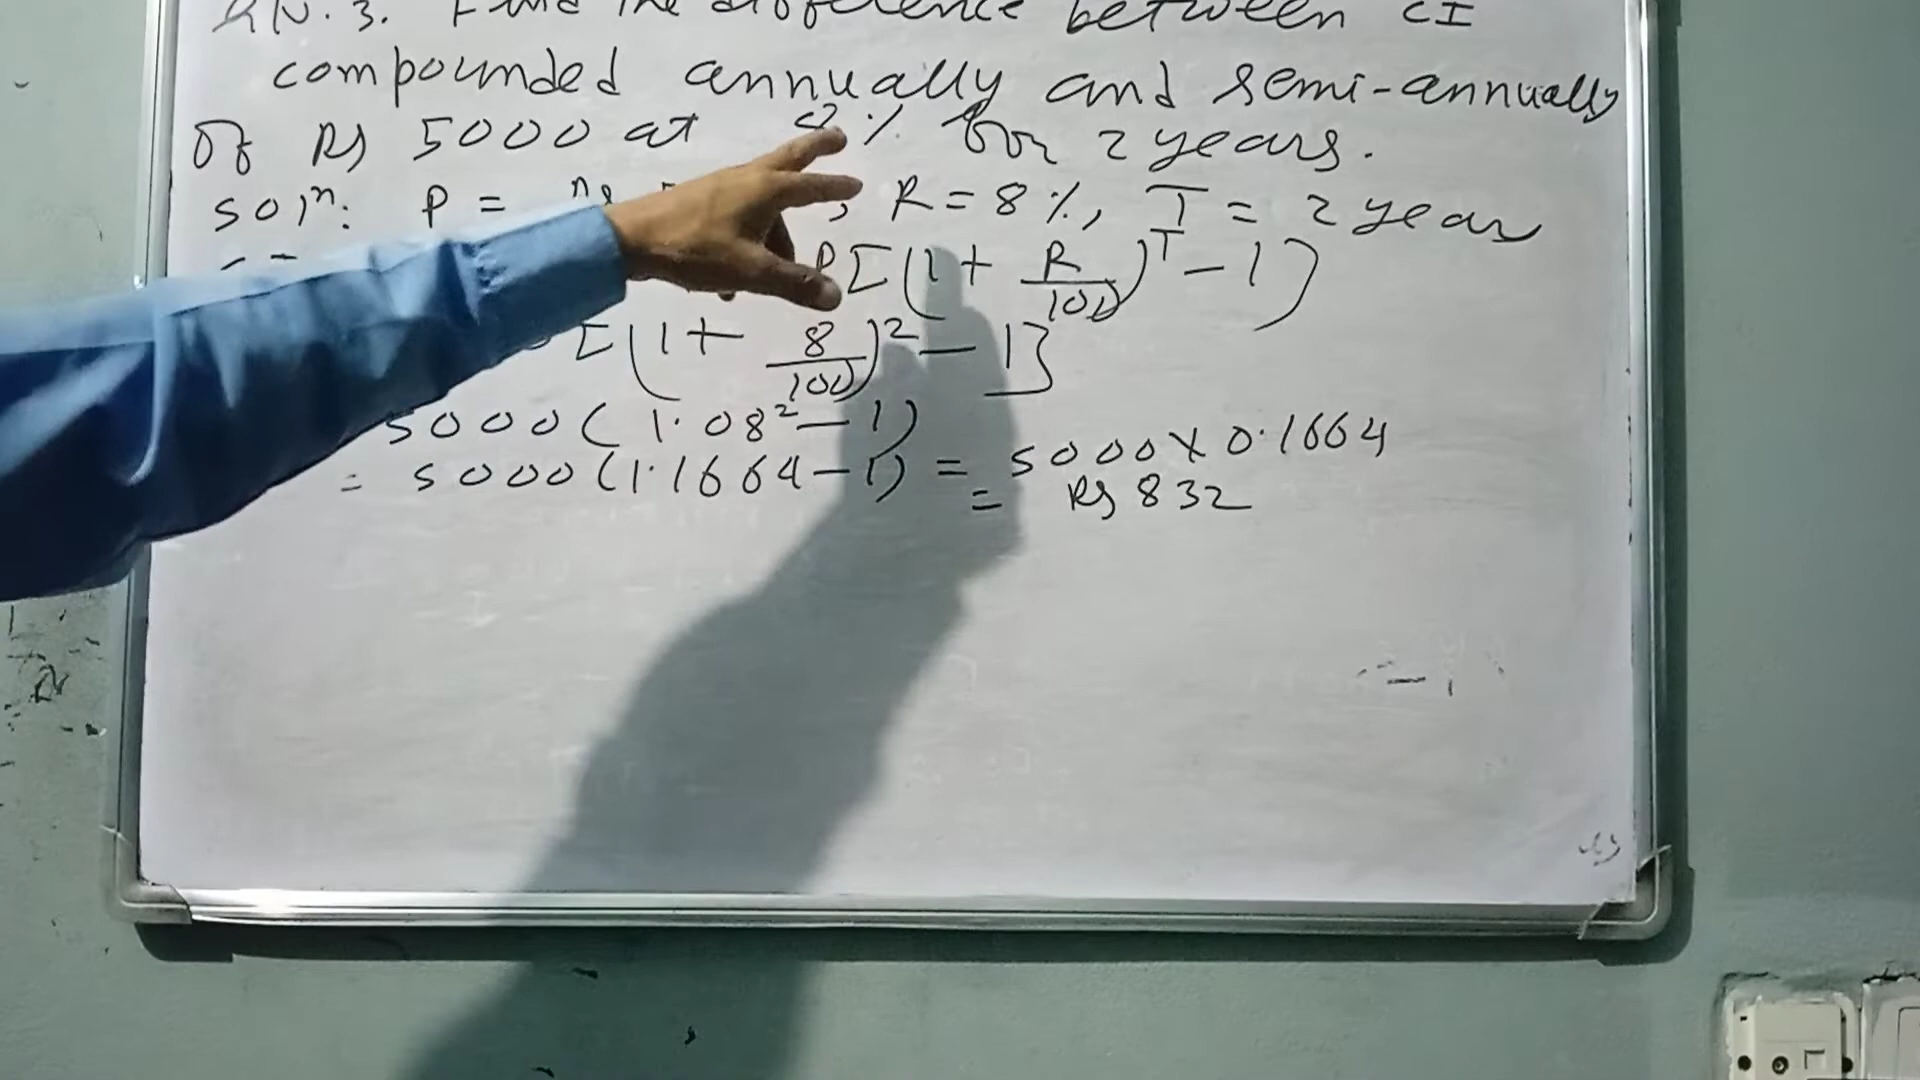 QN. 3. Find the difference between CI
compounded annually and semi-annually
of Rs 5000 at 8% for 2 years.
soln: P = Rs , R = 8%, T = 2 year
P[(1 + R/100)^T - 1]
[(1 + 8/100)^2 - 1]
5000 (1.08^2 - 1)
= 5000 (1.1664 - 1) = 5000 X 0.1664
= Rs 832